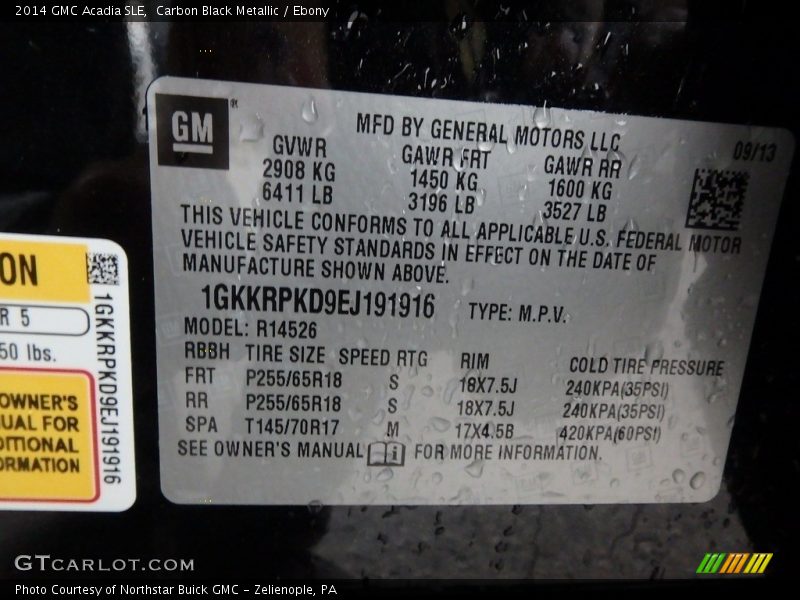 2014 GMC Acadia SLE, Carbon Black Metallic / Ebony
GM
MFD BY GENERAL MOTORS LLC
09/13
GVWR GAWR FRT GAWR RR
2908 KG 1450 KG 1600 KG
6411 LB 3196 LB 3527 LB
THIS VEHICLE CONFORMS TO ALL APPLICABLE U.S. FEDERAL MOTOR
VEHICLE SAFETY STANDARDS IN EFFECT ON THE DATE OF
MANUFACTURE SHOWN ABOVE.
1GKKRPKD9EJ191916 TYPE: M.P.V.
MODEL: R14526
RBBH TIRE SIZE SPEED RTG RIM COLD TIRE PRESSURE
FRT P255/65R18 S 18X7.5J 240KPA(35PSI)
RR P255/65R18 S 18X7.5J 240KPA(35PSI)
SPA T145/70R17 M 17X4.5B 420KPA(60PSI)
SEE OWNER'S MANUAL FOR MORE INFORMATION.
ON
R 5
50 lbs.
OWNER'S
UAL FOR
DITIONAL
ORMATION
1GKKRPKD9EJ191916
GTCARLOT.COM
Photo Courtesy of Northstar Buick GMC - Zelienople, PA